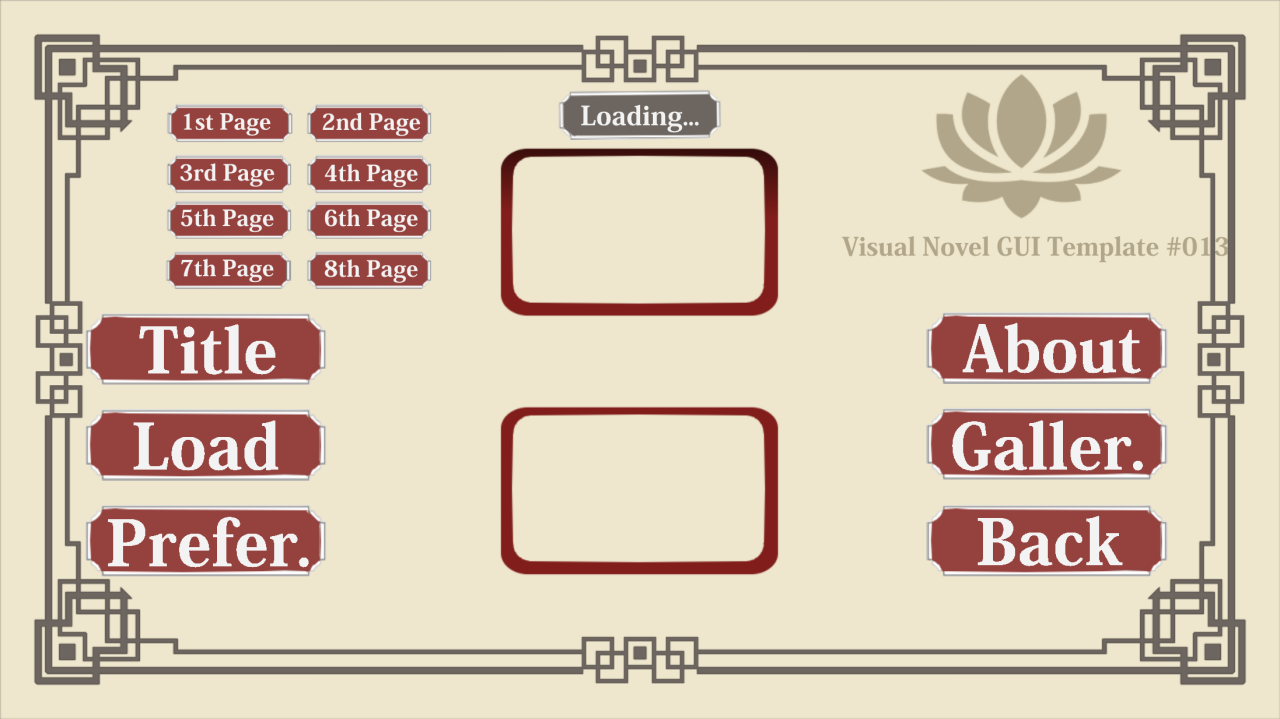 Loading...
1st Page
2nd Page
3rd Page
4th Page
5th Page
6th Page
7th Page
8th Page
Visual Novel GUI Template #013
Title
Load
Prefer.
About
Galler.
Back